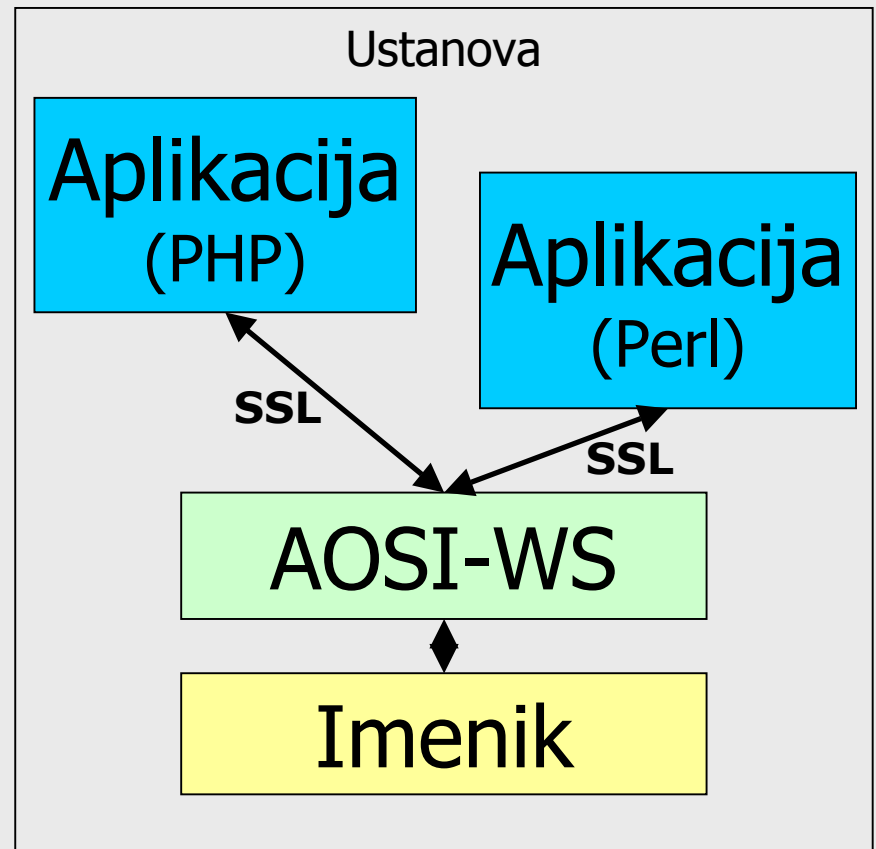 Ustanova
Aplikacija
(PHP)
Aplikacija
(Perl)
SSL
SSL
AOSI-WS
Imenik